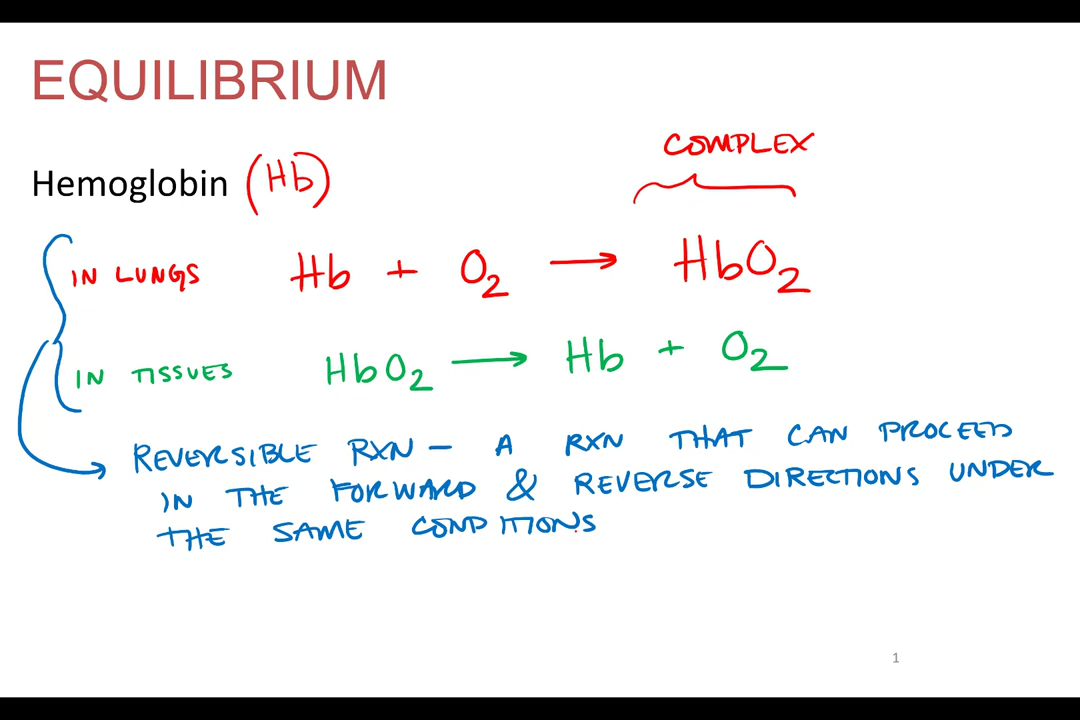 EQUILIBRIUM
COMPLEX
Hemoglobin (Hb)
IN LUNGS Hb + O₂ → HbO₂
IN TISSUES HbO₂ → Hb + O₂
REVERSIBLE RXN – A RXN THAT CAN PROCEED
IN THE FORWARD & REVERSE DIRECTIONS UNDER
THE SAME CONDITIONS
1